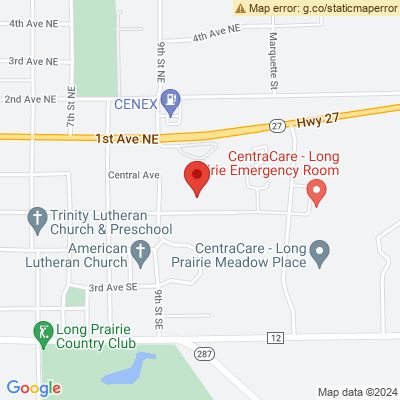 Map error: g.co/staticmaperror
4th Ave NE
4th Ave NE
3rd Ave NE
9th St NE
Marquette St
2nd Ave NE
7th St NE
CENEX
Hwy 27
27
1st Ave NE
CentraCare - Long
irie Emergency Room
Central Ave
Trinity Lutheran
Church & Preschool
American
Lutheran Church
CentraCare - Long
Prairie Meadow Place
3rd Ave SE
9th St SE
Long Prairie
Country Club
12
287
Google
Map data ©2024